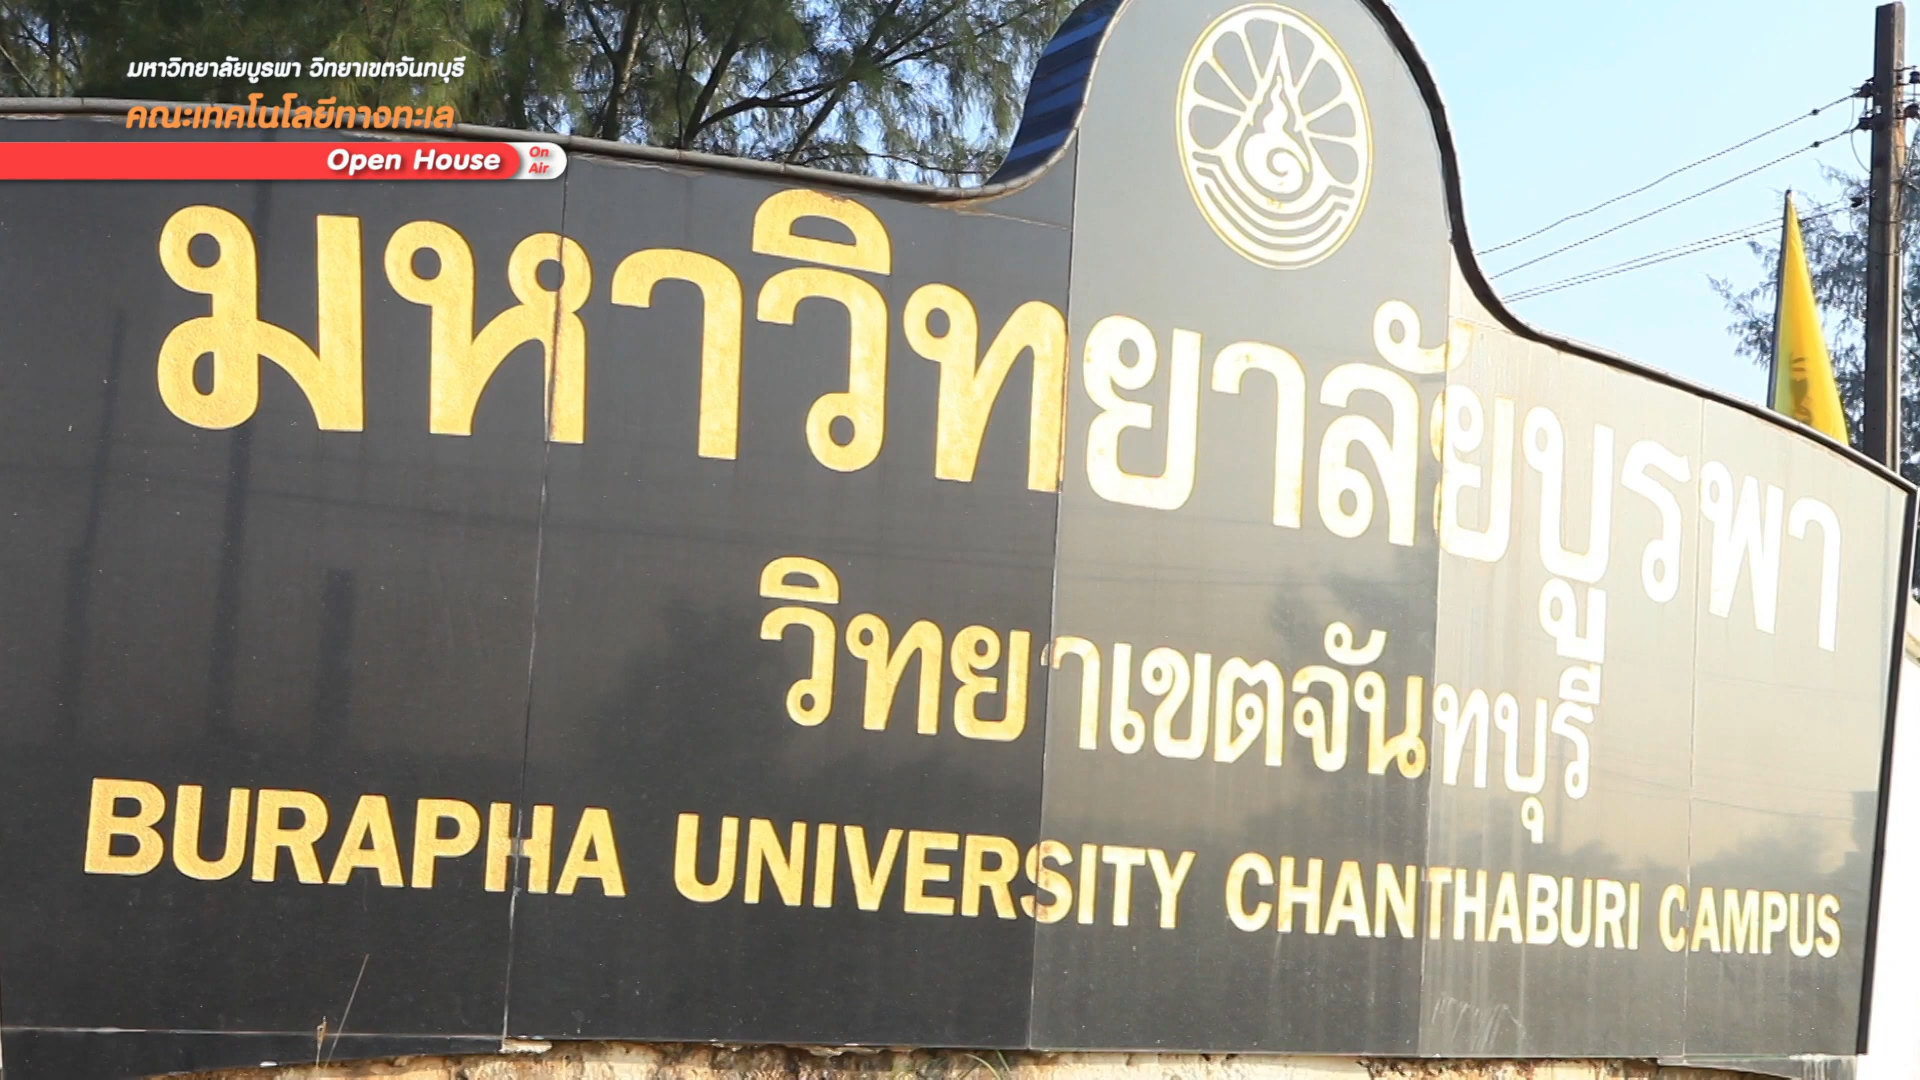 มหาวิทยาลัยบูรพา วิทยาเขตจันทบุรี
คณะเทคโนโลยีทางทะเล
Open House On Air
มหาวิทยาลัยบูรพา
วิทยาเขตจันทบุรี
BURAPHA UNIVERSITY CHANTHABURI CAMPUS